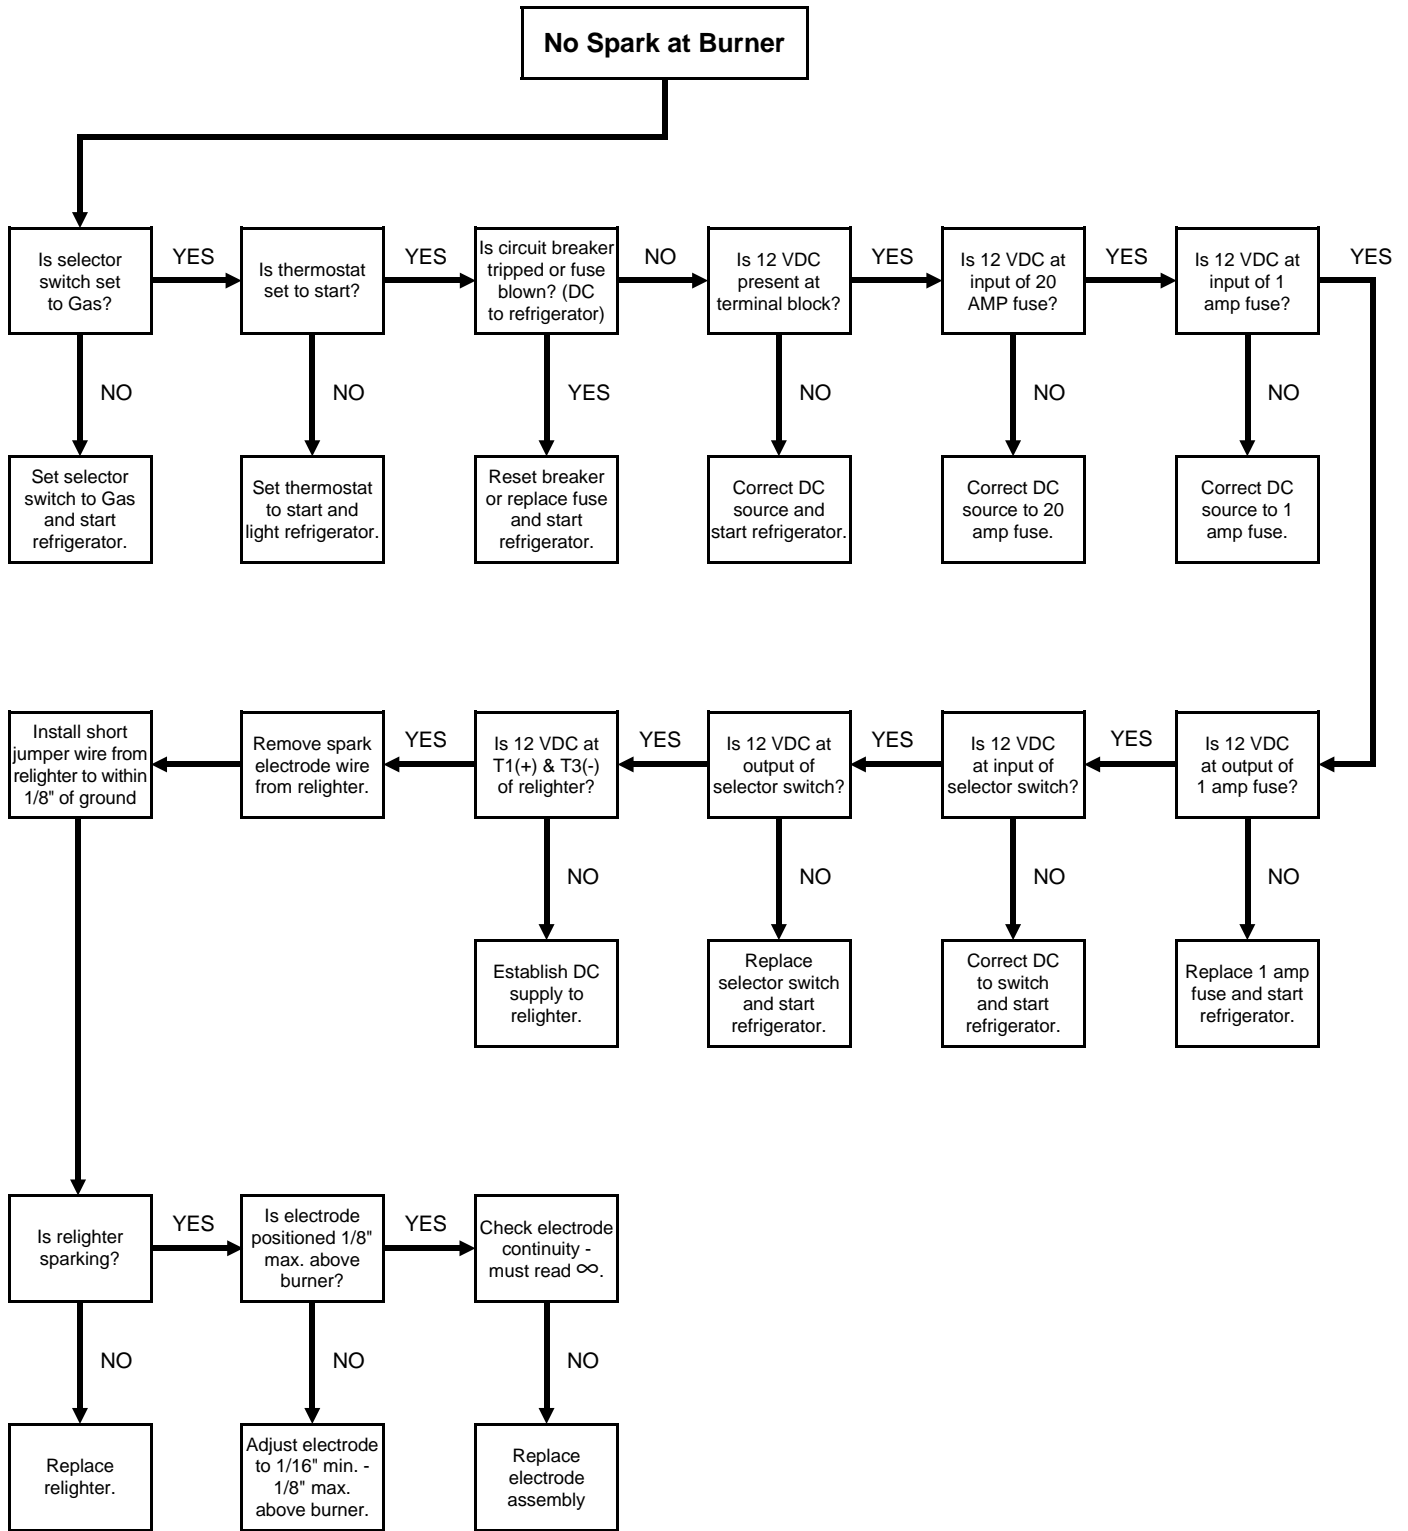 No Spark at Burner
Is selector
switch set
to Gas?
YES
Is thermostat
set to start?
YES
Is circuit breaker
tripped or fuse
blown? (DC
to refrigerator)
NO
Is 12 VDC
present at
terminal block?
YES
Is 12 VDC at
input of 20
AMP fuse?
YES
Is 12 VDC at
input of 1
amp fuse?
YES
NO
NO
YES
NO
NO
NO
Set selector
switch to Gas
and start
refrigerator.
Set thermostat
to start and
light refrigerator.
Reset breaker
or replace fuse
and start
refrigerator.
Correct DC
source and
start refrigerator.
Correct DC
source to 20
amp fuse.
Correct DC
source to 1
amp fuse.
Install short
jumper wire from
relighter to within
1/8" of ground
Remove spark
electrode wire
from relighter.
YES
Is 12 VDC at
T1(+) & T3(-)
of relighter?
YES
Is 12 VDC at
output of
selector switch?
YES
Is 12 VDC
at input of
selector switch?
YES
Is 12 VDC
at output of
1 amp fuse?
NO
NO
NO
NO
Establish DC
supply to
relighter.
Replace
selector switch
and start
refrigerator.
Correct DC
to switch
and start
refrigerator.
Replace 1 amp
fuse and start
refrigerator.
Is relighter
sparking?
YES
Is electrode
positioned 1/8"
max. above
burner?
YES
Check electrode
continuity -
must read ∞.
NO
NO
NO
Replace
relighter.
Adjust electrode
to 1/16" min. -
1/8" max.
above burner.
Replace
electrode
assembly